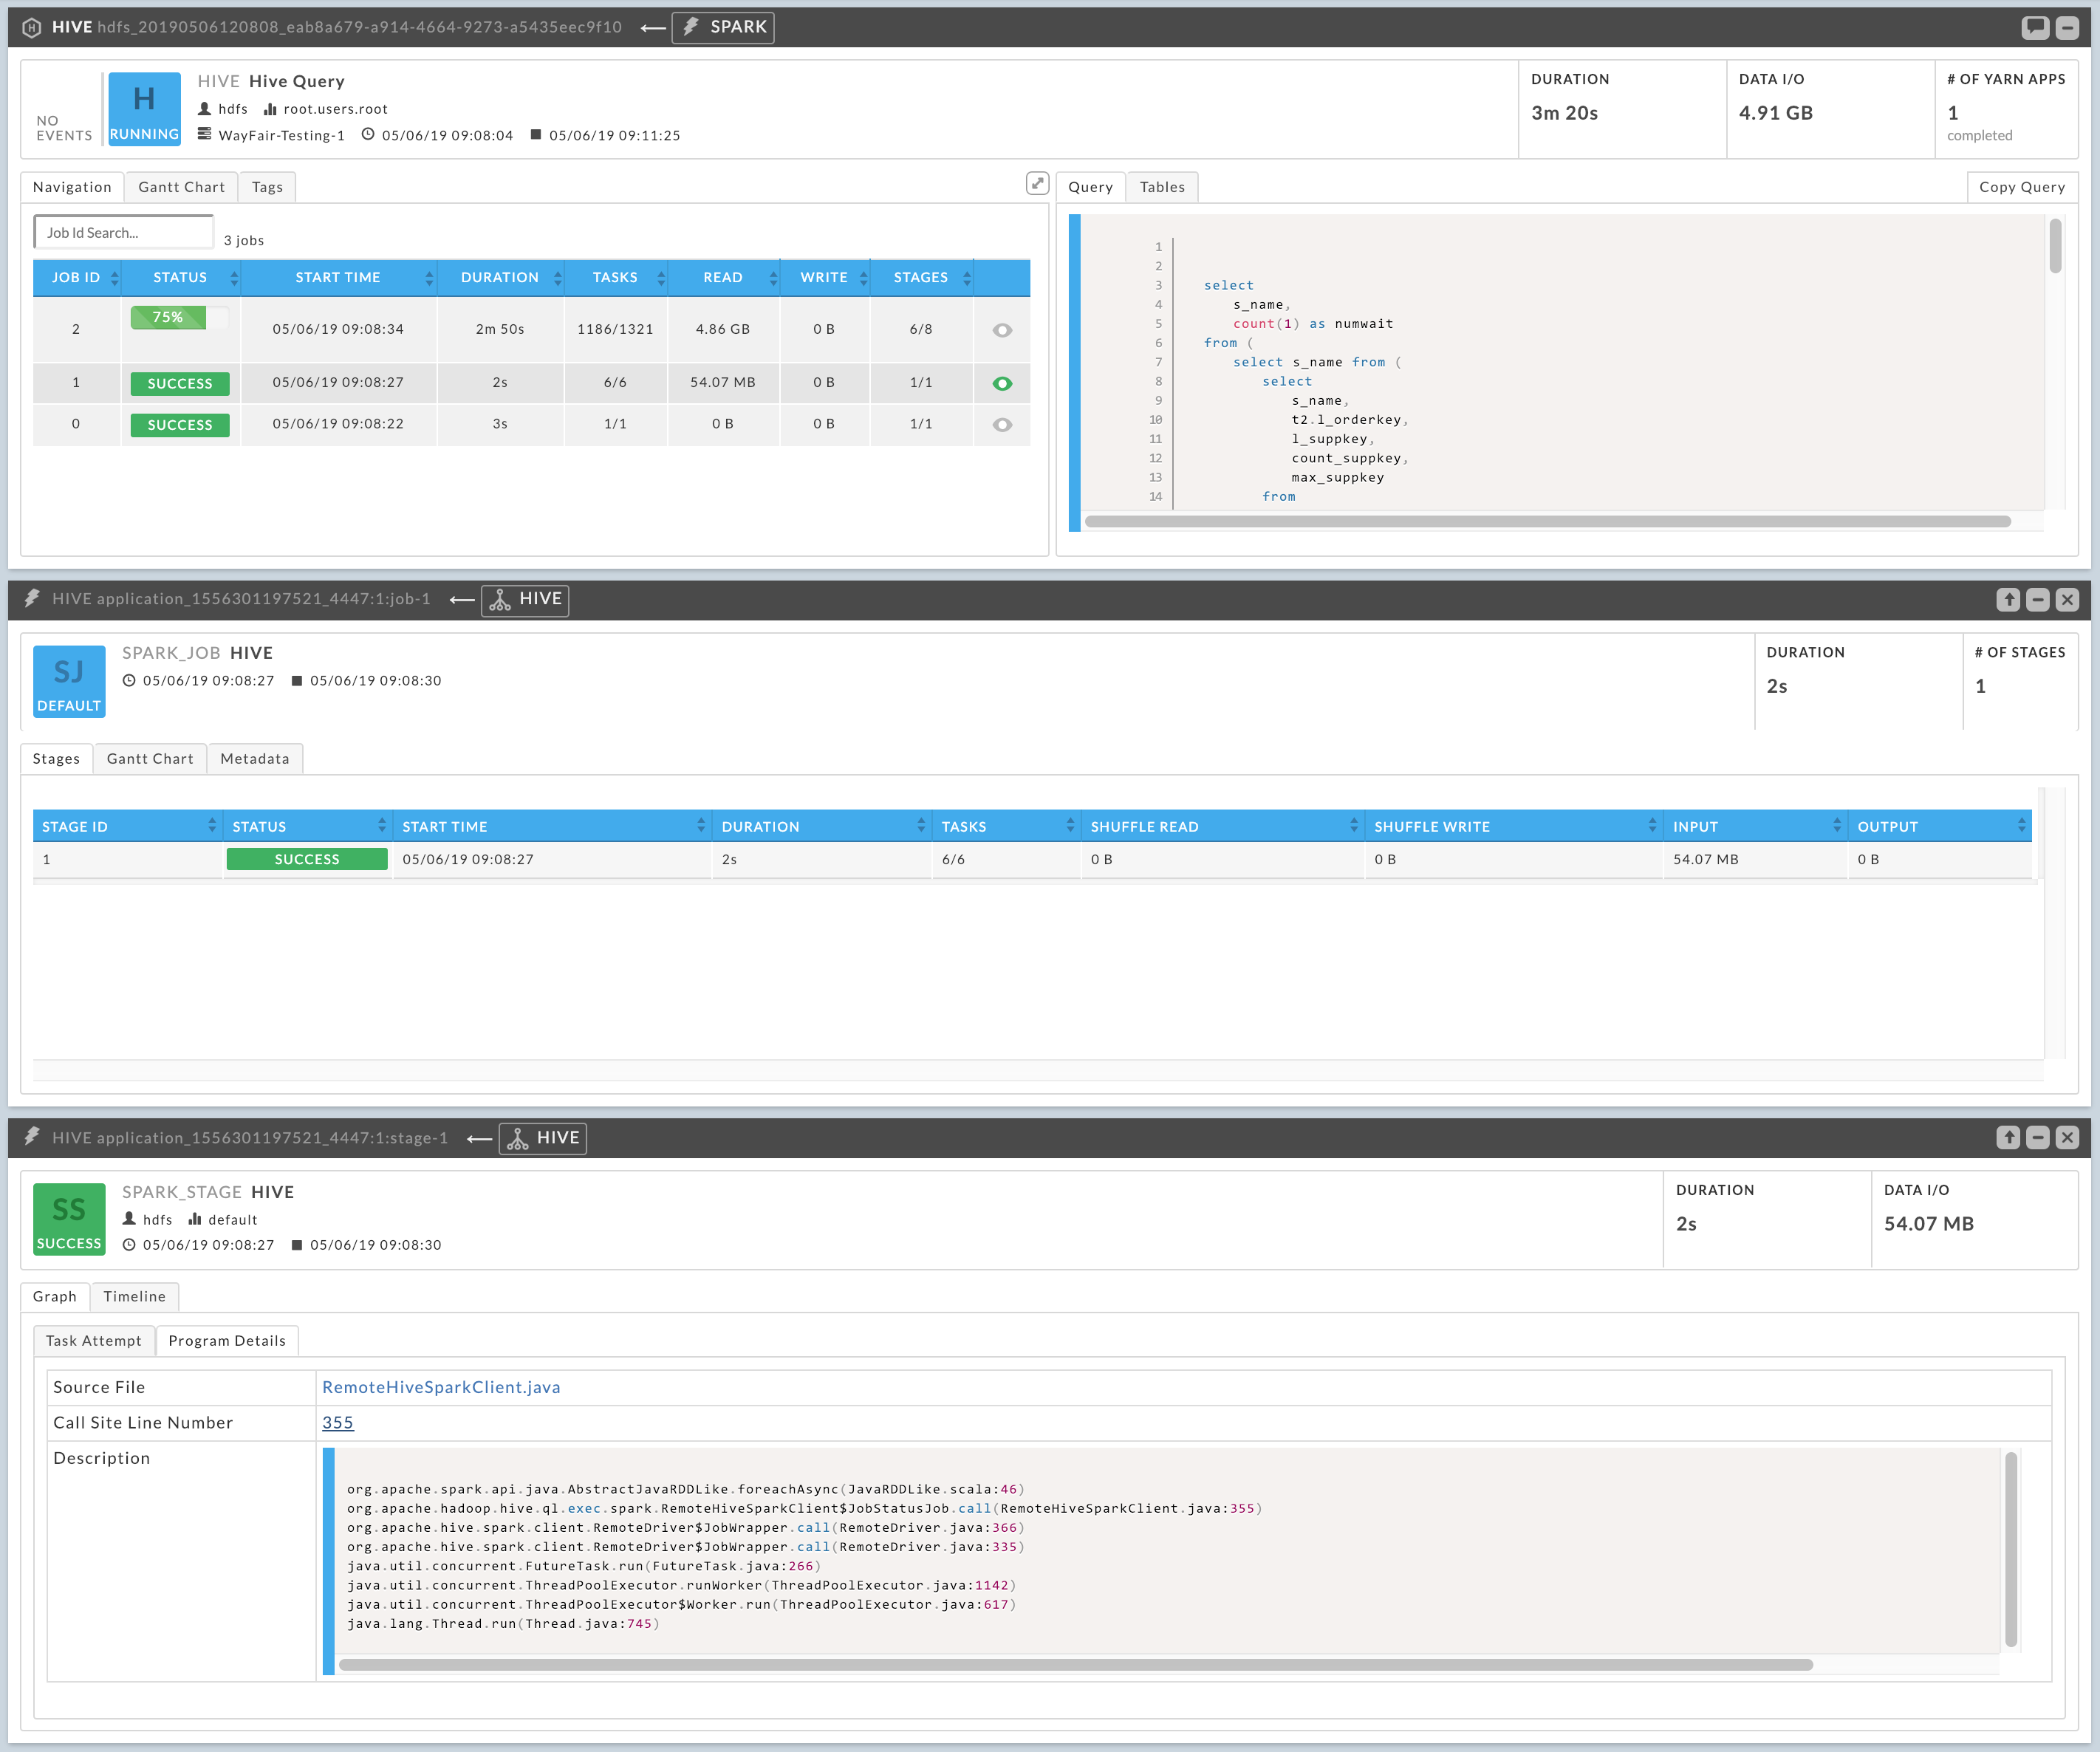 HIVE hdfs_20190506120808_eab8a679-a914-4664-9273-a5435eec9f10 SPARK
NO EVENTS
H
RUNNING
HIVE Hive Query
hdfs root.users.root
WayFair-Testing-1 05/06/19 09:08:04 05/06/19 09:11:25
DURATION
3m 20s
DATA I/O
4.91 GB
# OF YARN APPS
1
completed
Navigation Gantt Chart Tags
Job Id Search... 3 jobs
JOB ID STATUS START TIME DURATION TASKS READ WRITE STAGES
2 75% 05/06/19 09:08:34 2m 50s 1186/1321 4.86 GB 0 B 6/8
1 SUCCESS 05/06/19 09:08:27 2s 6/6 54.07 MB 0 B 1/1
0 SUCCESS 05/06/19 09:08:22 3s 1/1 0 B 0 B 1/1
Query Tables Copy Query
1
2
3 select
4 s_name,
5 count(1) as numwait
6 from (
7 select s_name from (
8 select
9 s_name,
10 t2.l_orderkey,
11 l_suppkey,
12 count_suppkey,
13 max_suppkey
14 from
HIVE application_1556301197521_4447:1:job-1 HIVE
SJ
DEFAULT
SPARK_JOB HIVE
05/06/19 09:08:27 05/06/19 09:08:30
DURATION
2s
# OF STAGES
1
Stages Gantt Chart Metadata
STAGE ID STATUS START TIME DURATION TASKS SHUFFLE READ SHUFFLE WRITE INPUT OUTPUT
1 SUCCESS 05/06/19 09:08:27 2s 6/6 0 B 0 B 54.07 MB 0 B
HIVE application_1556301197521_4447:1:stage-1 HIVE
SS
SUCCESS
SPARK_STAGE HIVE
hdfs default
05/06/19 09:08:27 05/06/19 09:08:30
DURATION
2s
DATA I/O
54.07 MB
Graph Timeline
Task Attempt Program Details
Source File RemoteHiveSparkClient.java
Call Site Line Number 355
Description
org.apache.spark.api.java.AbstractJavaRDDLike.foreachAsync(JavaRDDLike.scala:46)
org.apache.hadoop.hive.ql.exec.spark.RemoteHiveSparkClient$JobStatusJob.call(RemoteHiveSparkClient.java:355)
org.apache.hive.spark.client.RemoteDriver$JobWrapper.call(RemoteDriver.java:366)
org.apache.hive.spark.client.RemoteDriver$JobWrapper.call(RemoteDriver.java:335)
java.util.concurrent.FutureTask.run(FutureTask.java:266)
java.util.concurrent.ThreadPoolExecutor.runWorker(ThreadPoolExecutor.java:1142)
java.util.concurrent.ThreadPoolExecutor$Worker.run(ThreadPoolExecutor.java:617)
java.lang.Thread.run(Thread.java:745)